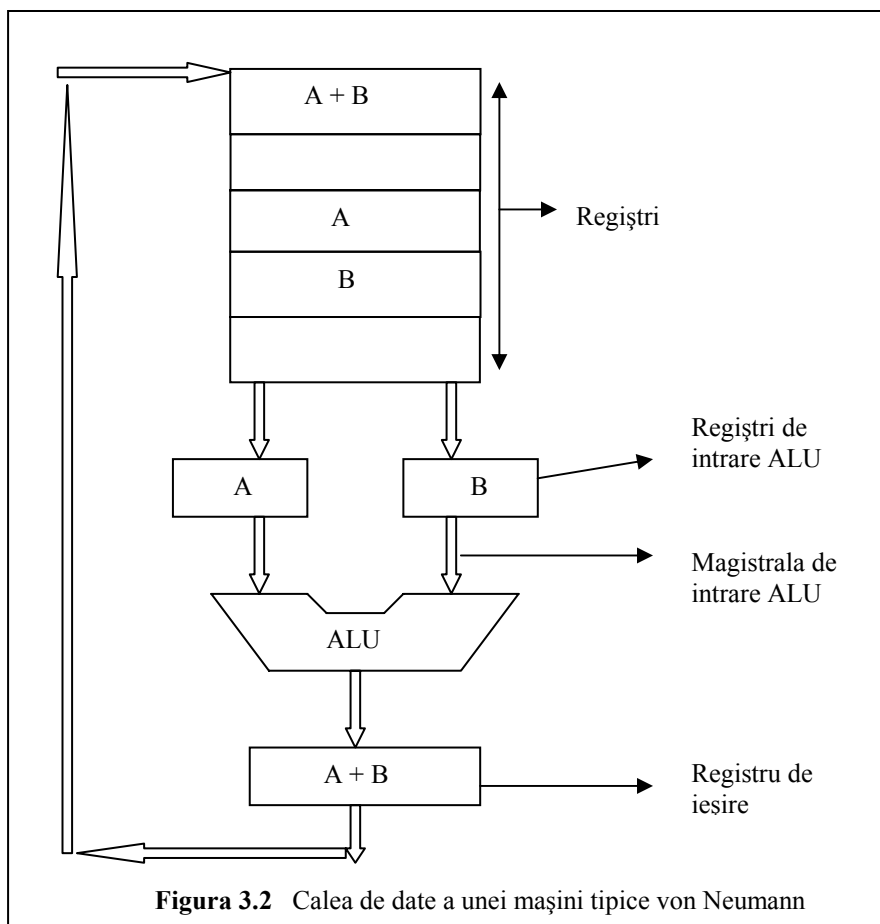 A + B
A
B
Regiştri
Regiştri de
intrare ALU
A
B
Magistrala de
intrare ALU
ALU
A + B
Registru de
ieşire
Figura 3.2 Calea de date a unei maşini tipice von Neumann